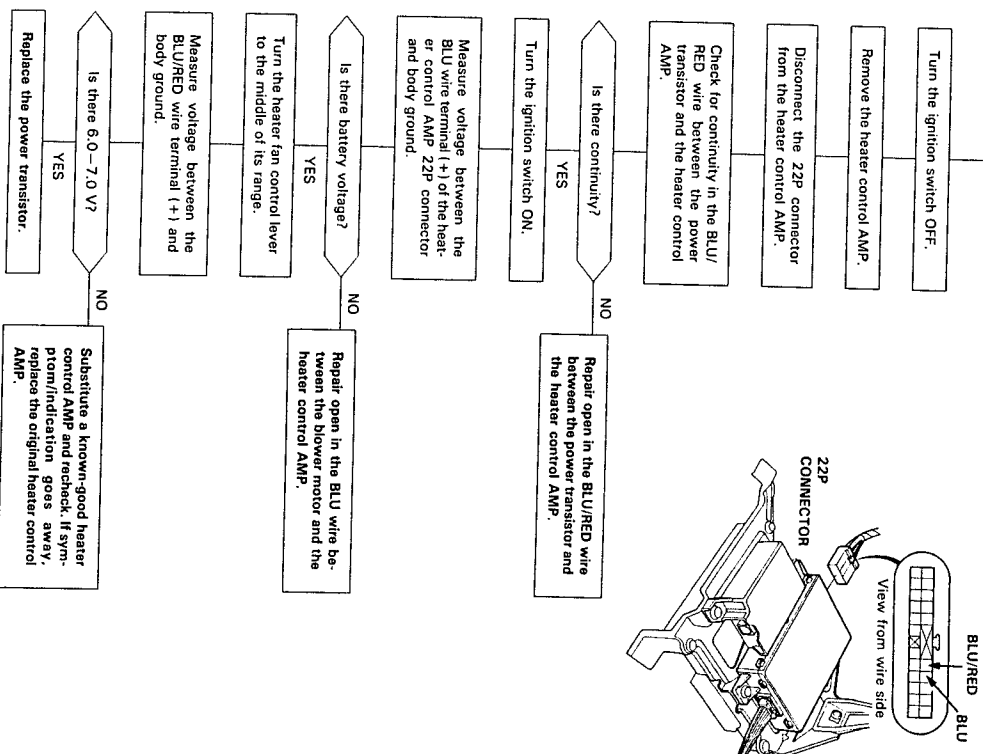 Turn the ignition switch OFF.
Remove the heater control AMP.
Disconnect the 22P connector
from the heater control AMP.
Check for continuity in the BLU/
RED wire between the power
transistor and the heater control
AMP.
Is there continuity?
NO
Repair open in the BLU/RED wire
between the power transistor and
the heater control AMP.
YES
Turn the ignition switch ON.
Measure voltage between the
BLU wire terminal (+) of the heat-
er control AMP 22P connector
and body ground.
Is there battery voltage?
NO
Repair open in the BLU wire be-
tween the blower motor and the
heater control AMP.
YES
Turn the heater fan control lever
to the middle of its range.
Measure voltage between the
BLU/RED wire terminal (+) and
body ground.
Is there 6.0–7.0 V?
NO
Substitute a known-good heater
control AMP and recheck. If sym-
ptom/indication goes away,
replace the original heater control
AMP.
YES
Replace the power transistor.
BLU/RED
BLU
View from wire side
22P
CONNECTOR